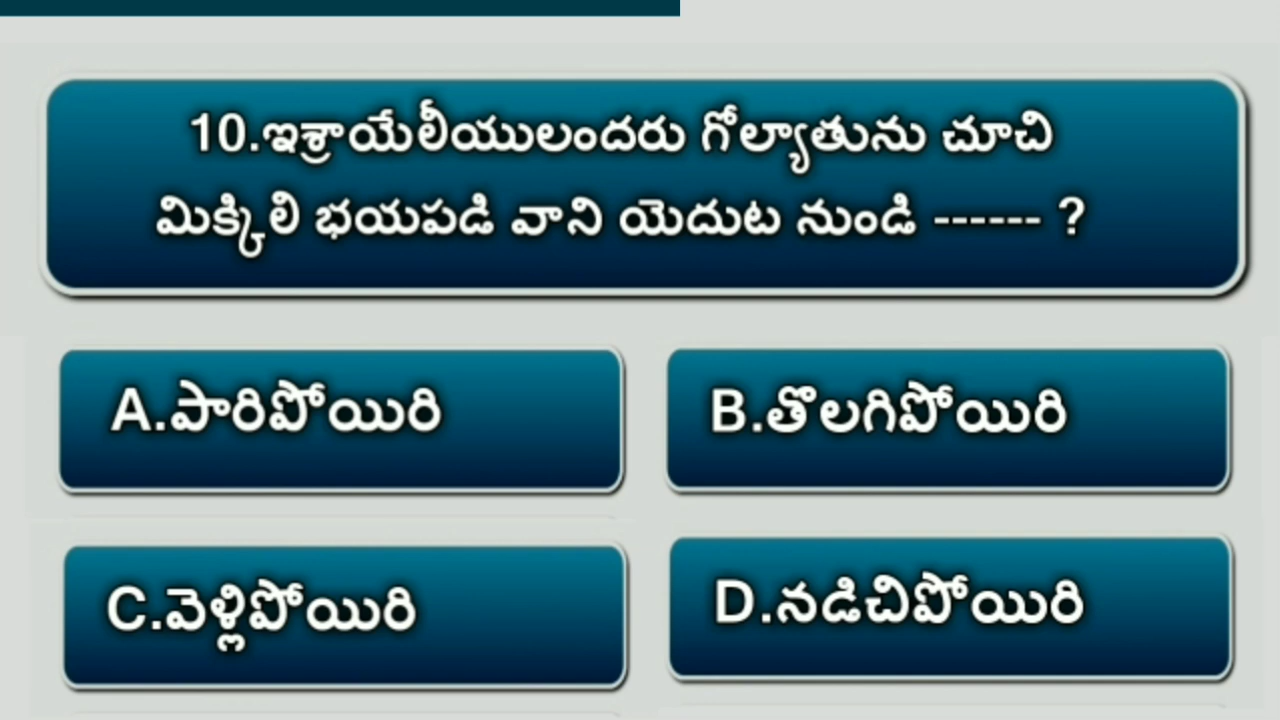 10.ఇశ్రాయేలీయులందరు గోల్యాతును చూచి
మిక్కిలి భయపడి వాని యెదుట నుండి ------ ?
A.పారిపోయిరి
B.తొలగిపోయిరి
C.వెళ్లిపోయిరి
D.నడిచిపోయిరి